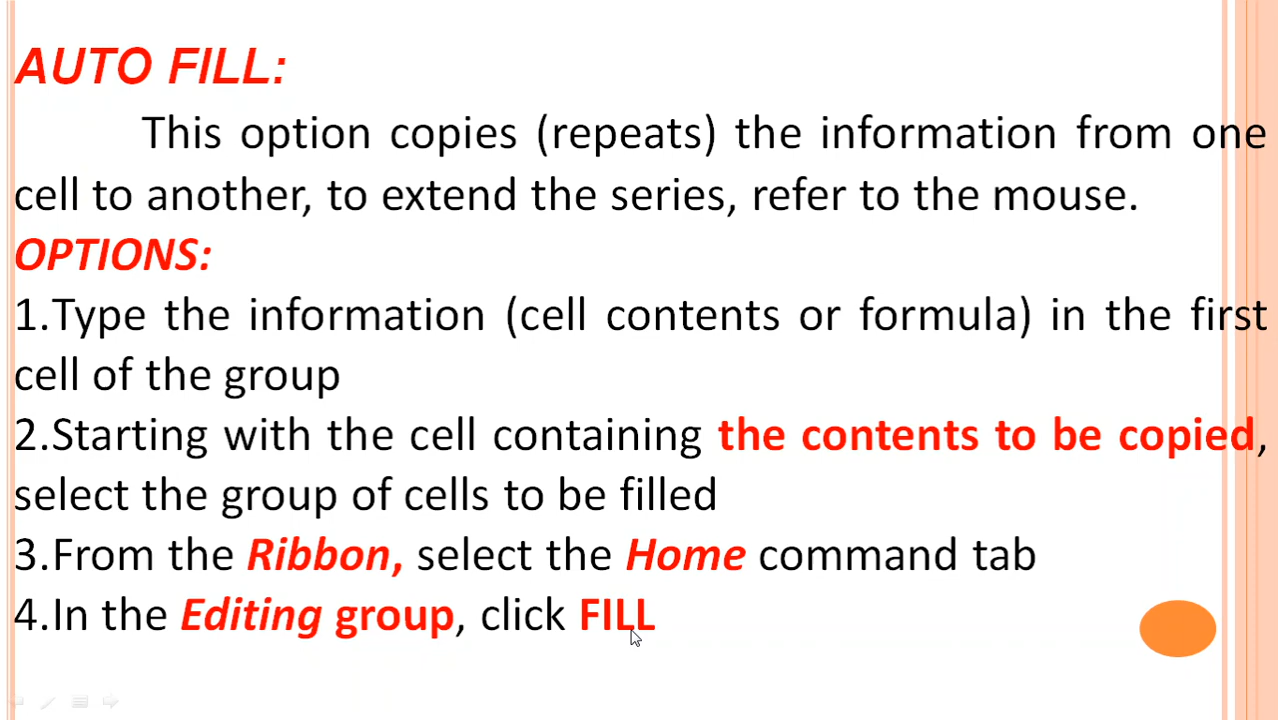 AUTO FILL:
This option copies (repeats) the information from one
cell to another, to extend the series, refer to the mouse.
OPTIONS:
1.Type the information (cell contents or formula) in the first
cell of the group
2.Starting with the cell containing the contents to be copied,
select the group of cells to be filled
3.From the Ribbon, select the Home command tab
4.In the Editing group, click FILL